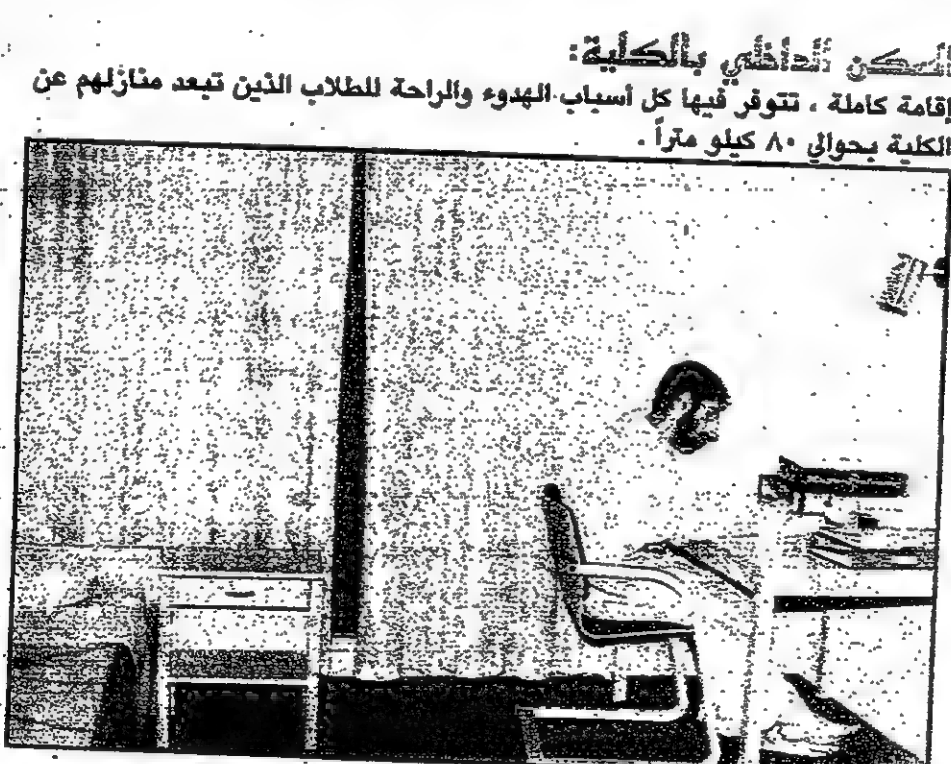 السكن الداخلي بالكلية:
إقامة كاملة ، تتوفر فيها كل أسباب الهدوء والراحة للطلاب الذين تبعد منازلهم عن
الكلية بحوالي ٨٠ كيلو متراً .